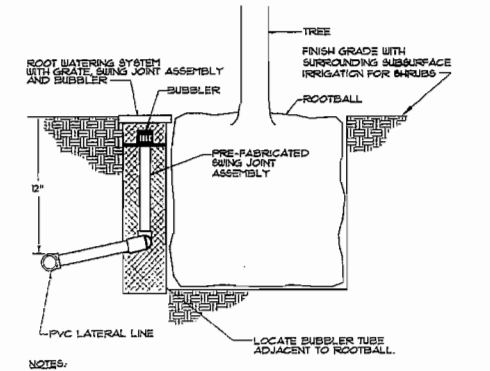 TREE
FINISH GRADE WITH
SURROUNDING SUBSURFACE
IRRIGATION FOR SHRUBS
ROOT WATERING SYSTEM
WITH GRATE, SWING JOINT ASSEMBLY
AND BUBBLER
BUBBLER
ROOTBALL
PRE-FABRICATED
SWING JOINT
ASSEMBLY
12"
PVC LATERAL LINE
LOCATE BUBBLER TUBE
ADJACENT TO ROOTBALL.
NOTES: